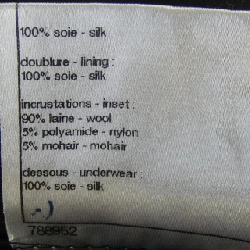 100% soie - silk
doublure - lining :
100% soie - silk
incrustations - inset :
90% laine - wool
5% polyamide - nylon
5% mohair - mohair
dessous - underwear :
100% soie - silk
788952